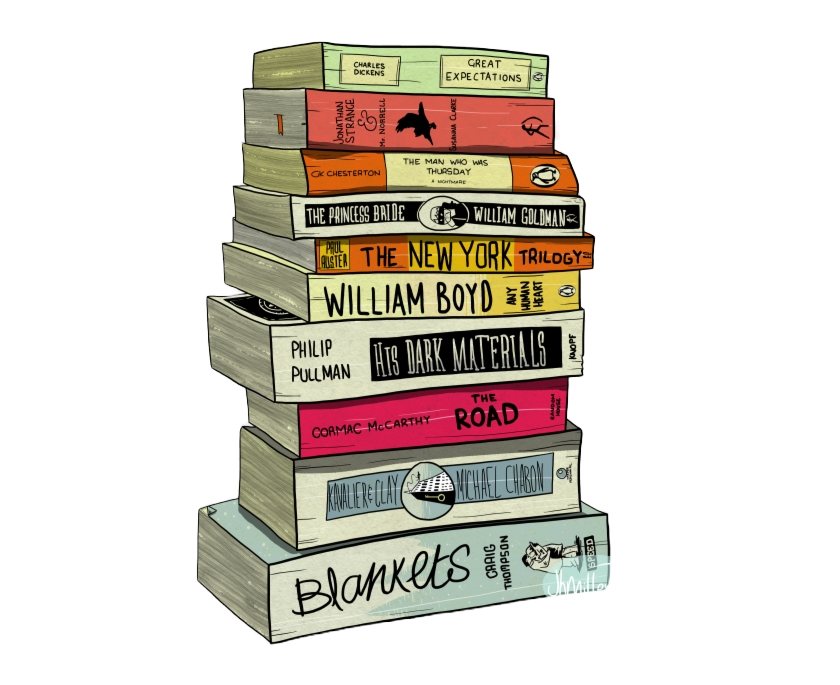 CHARLES
DICKENS
GREAT
EXPECTATIONS
JONATHAN
STRANGE
&
Mr. NORRELL
SUSANNA CLARKE
GK CHESTERTON
THE MAN WHO WAS
THURSDAY
A NIGHTMARE
THE PRINCESS BRIDE
WILLIAM GOLDMAN
PAUL
AUSTER
THE NEW YORK TRILOGY
WILLIAM BOYD
ANY
HUMAN
HEART
PHILIP
PULLMAN
HIS DARK MATERIALS
KNOPF
CORMAC McCARTHY
THE
ROAD
RANDOM
HOUSE
KAVALIER & CLAY
MICHAEL CHABON
Blankets
CRAIG
THOMPSON